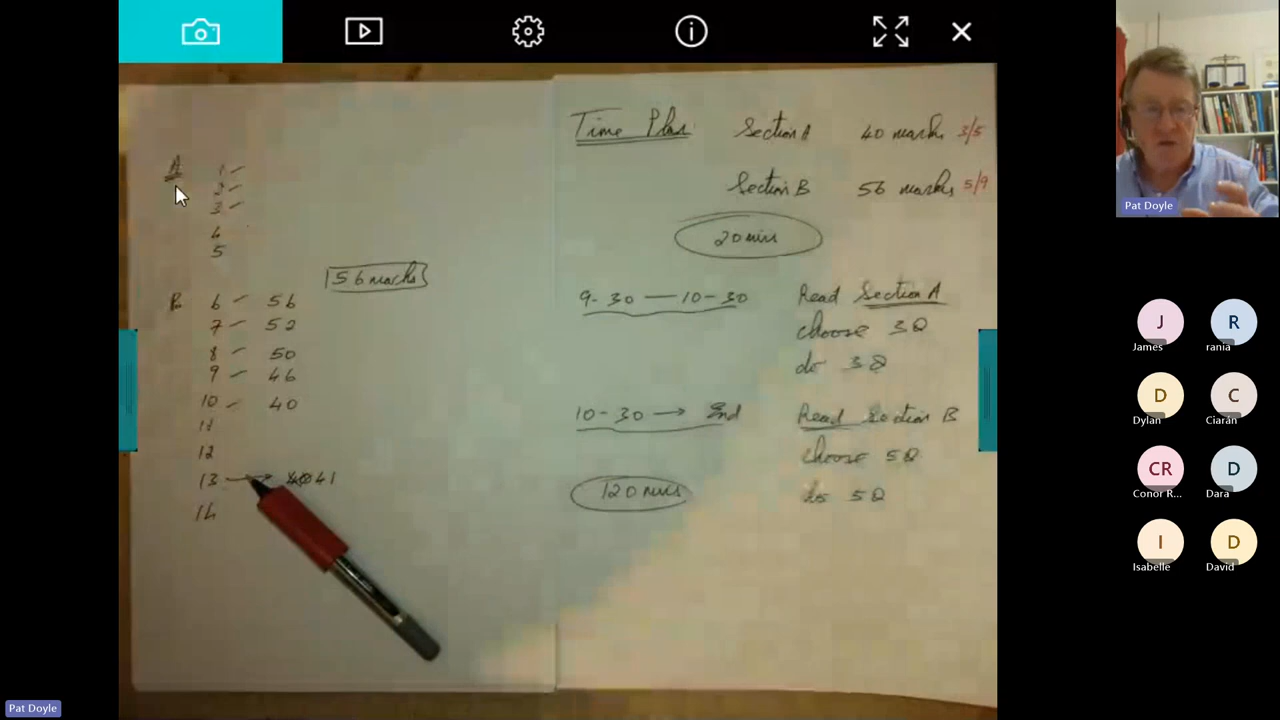 A 1 -
2 -
3 -
4
5
56 marks
B 6 - 56
7 - 52
8 - 50
9 - 46
10 - 40
11
12
13 41
14
Time Plan Section A 40 marks 3/5
Section B 56 marks 5/9
20 mins
9-30 — 10-30 Read Section A
choose 3Q
do 3Q
10-30 → End Read section B
choose 5Q
120 mins do 5Q
Pat Doyle
James rania
Dylan Ciarán
Conor R... Dara
Isabelle David
J R
D C
CR D
I D
Pat Doyle